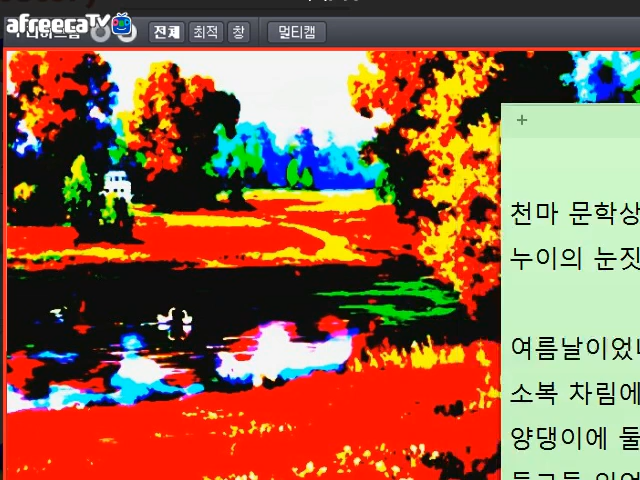 afreecaTV
전체 최적 창 멀티캠
천마 문학상
누이의 눈짓
여름날이었
소복 차림에
양댕이에 둘